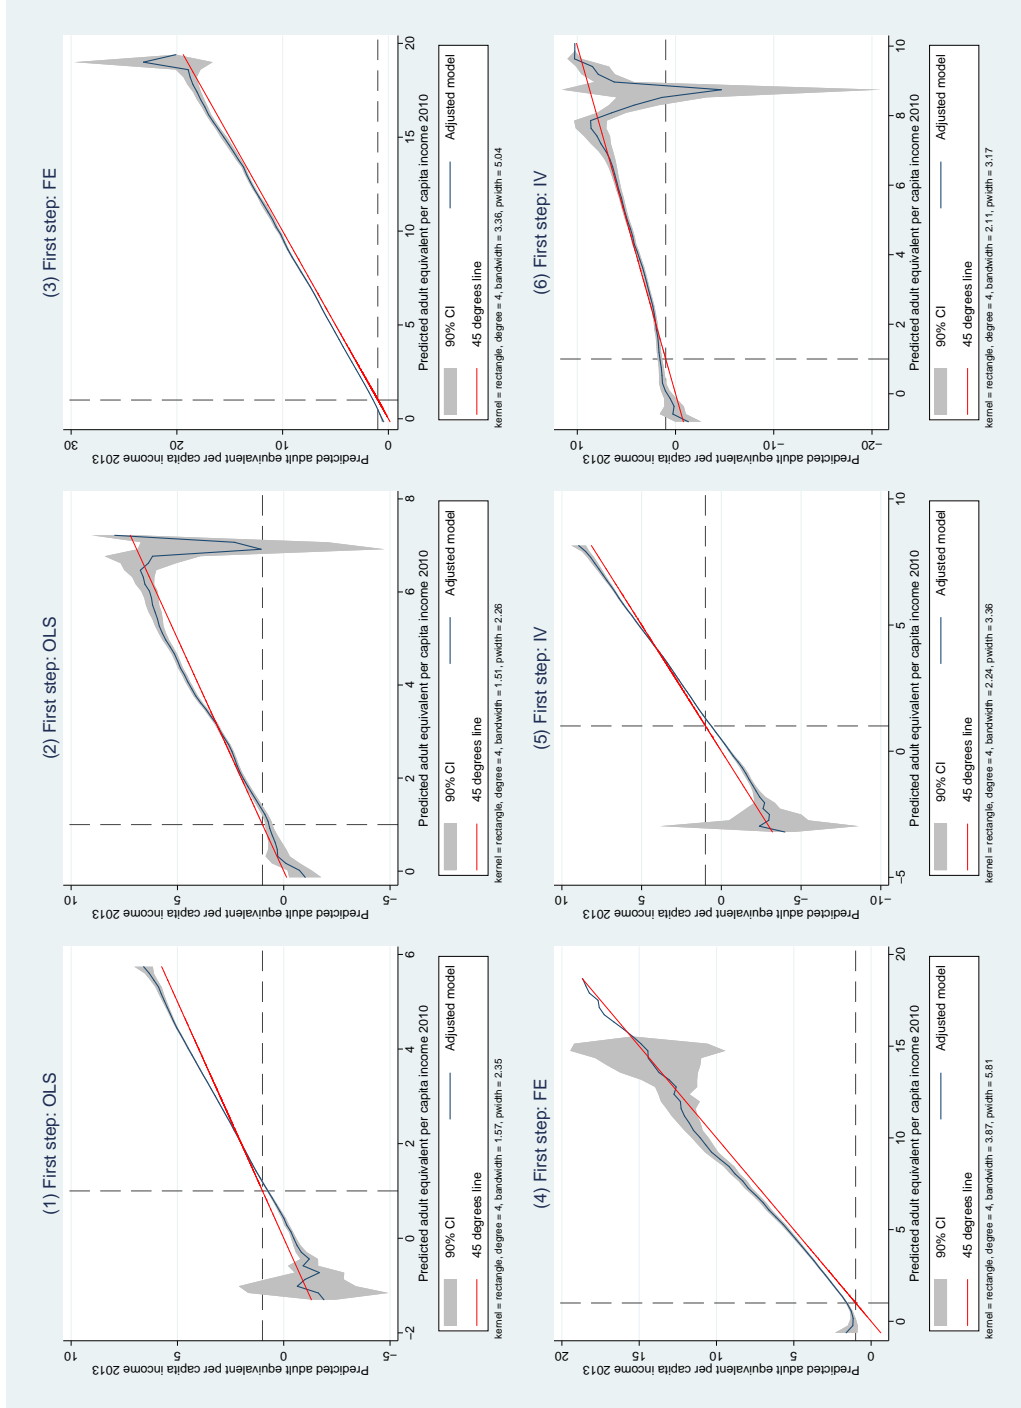 (1) First step: OLS
Predicted adult equivalent per capita income 2013
10
5
0
−5
−2 0 2 4 6
Predicted adult equivalent per capita income 2010
90% CI Adjusted model
45 degrees line
kernel = rectangle, degree = 4, bandwidth = 1.57, pwidth = 2.35
(2) First step: OLS
Predicted adult equivalent per capita income 2013
10
5
0
−5
0 2 4 6 8
Predicted adult equivalent per capita income 2010
90% CI Adjusted model
45 degrees line
kernel = rectangle, degree = 4, bandwidth = 1.51, pwidth = 2.26
(3) First step: FE
Predicted adult equivalent per capita income 2013
30
20
10
0
0 5 10 15 20
Predicted adult equivalent per capita income 2010
90% CI Adjusted model
45 degrees line
kernel = rectangle, degree = 4, bandwidth = 3.36, pwidth = 5.04
(4) First step: FE
Predicted adult equivalent per capita income 2013
20
15
10
5
0
0 5 10 15 20
Predicted adult equivalent per capita income 2010
90% CI Adjusted model
45 degrees line
kernel = rectangle, degree = 4, bandwidth = 3.87, pwidth = 5.81
(5) First step: IV
Predicted adult equivalent per capita income 2013
10
5
0
−5
−10
−5 0 5 10
Predicted adult equivalent per capita income 2010
90% CI Adjusted model
45 degrees line
kernel = rectangle, degree = 4, bandwidth = 2.24, pwidth = 3.36
(6) First step: IV
Predicted adult equivalent per capita income 2013
10
0
−10
−20
0 2 4 6 8 10
Predicted adult equivalent per capita income 2010
90% CI Adjusted model
45 degrees line
kernel = rectangle, degree = 4, bandwidth = 2.11, pwidth = 3.17